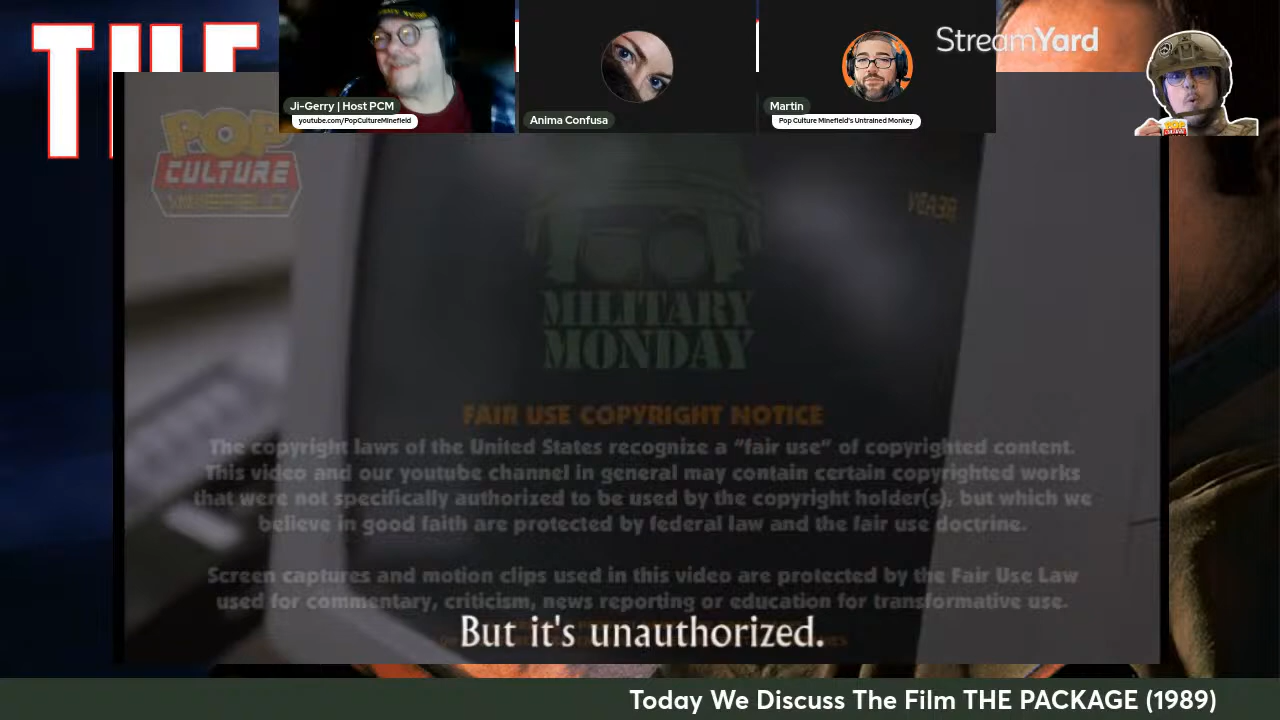 THE
StreamYard
Ji-Gerry | Host PCM
youtube.com/PopCultureMinefield
Anima Confusa
Martin
Pop Culture Minefield's Untrained Monkey
POP
CULTURE
MINEFIELD
READY
MILITARY
MONDAY
FAIR USE COPYRIGHT NOTICE
The copyright laws of the United States recognize a “fair use” of copyrighted content.
This video and our youtube channel in general may contain certain copyrighted works
that were not specifically authorized to be used by the copyright holder(s), but which we
believe in good faith are protected by federal law and the fair use doctrine.
Screen captures and motion clips used in this video are protected by the Fair Use Law
used for commentary, criticism, news reporting or education for transformative use.
But it's unauthorized.
Today We Discuss The Film THE PACKAGE (1989)